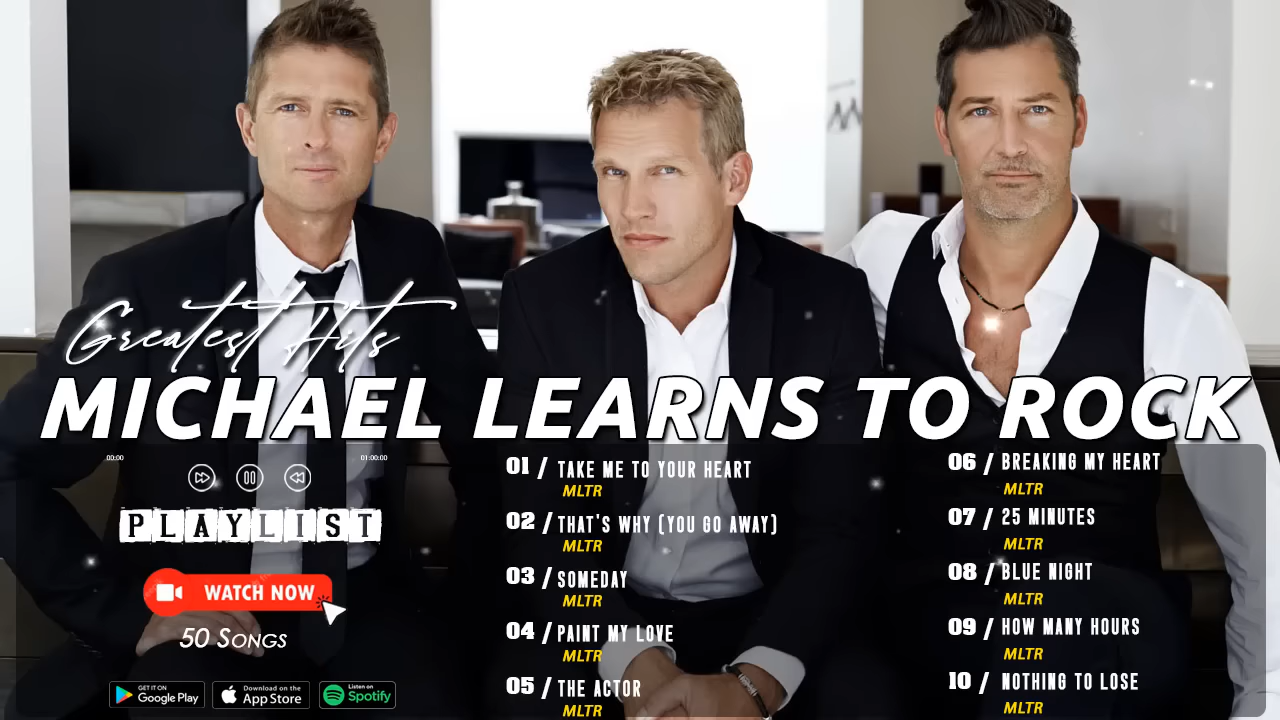 Greatest Hits
MICHAEL LEARNS TO ROCK
00:00
01:00:00
PLAYLIST
WATCH NOW
50 SONGS
GET IT ON
Google Play
Download on the
App Store
Listen on
Spotify
01 / TAKE ME TO YOUR HEART
MLTR
02 / THAT'S WHY (YOU GO AWAY)
MLTR
03 / SOMEDAY
MLTR
04 / PAINT MY LOVE
MLTR
05 / THE ACTOR
MLTR
06 / BREAKING MY HEART
MLTR
07 / 25 MINUTES
MLTR
08 / BLUE NIGHT
MLTR
09 / HOW MANY HOURS
MLTR
10 / NOTHING TO LOSE
MLTR